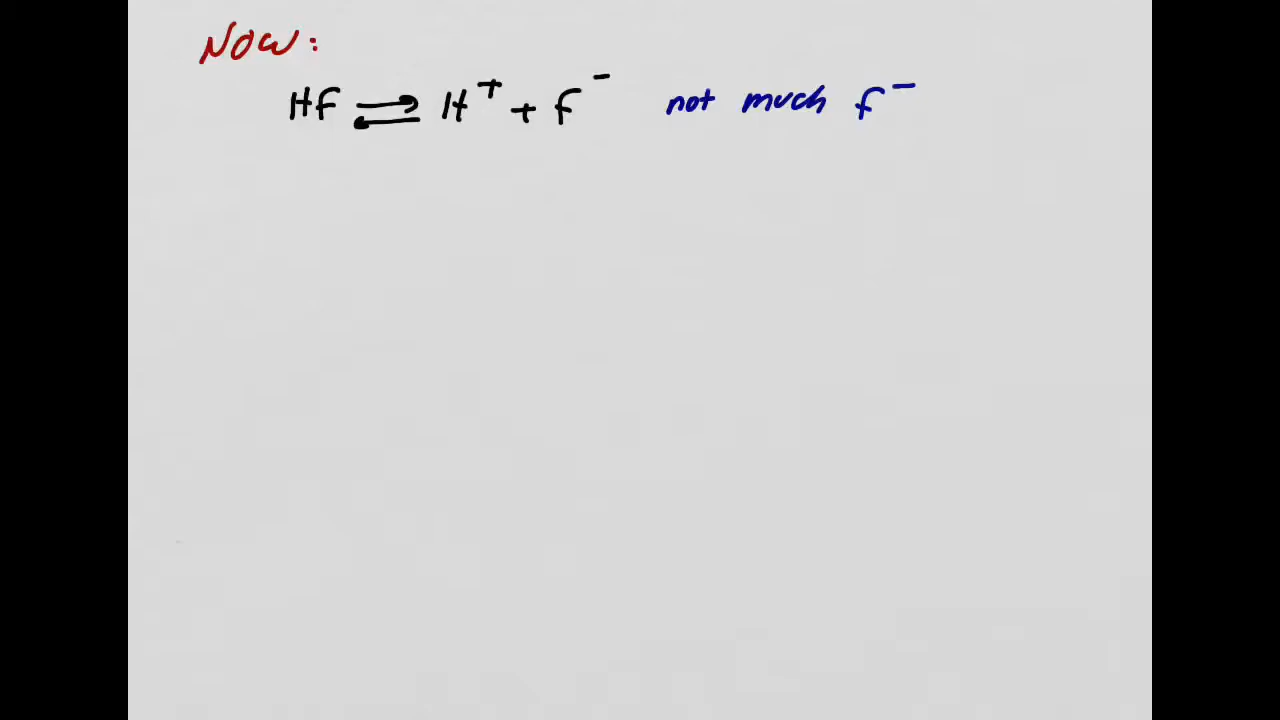 Now:
HF ⇌ H⁺ + F⁻ not much F⁻